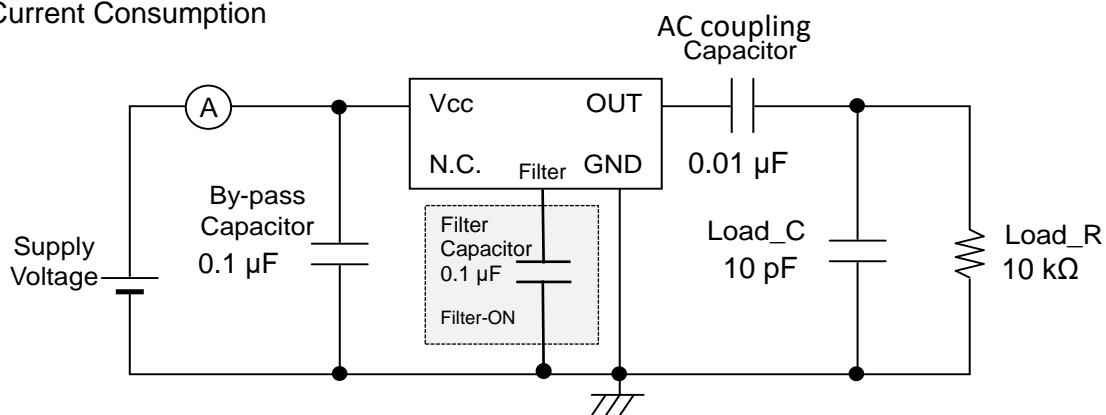 Current Consumption
AC coupling
Capacitor
A
Vcc
OUT
N.C.
Filter
GND
0.01 µF
By-pass
Capacitor
0.1 µF
Filter
Capacitor
0.1 µF
Filter-ON
Supply
Voltage
Load_C
10 pF
Load_R
10 kΩ